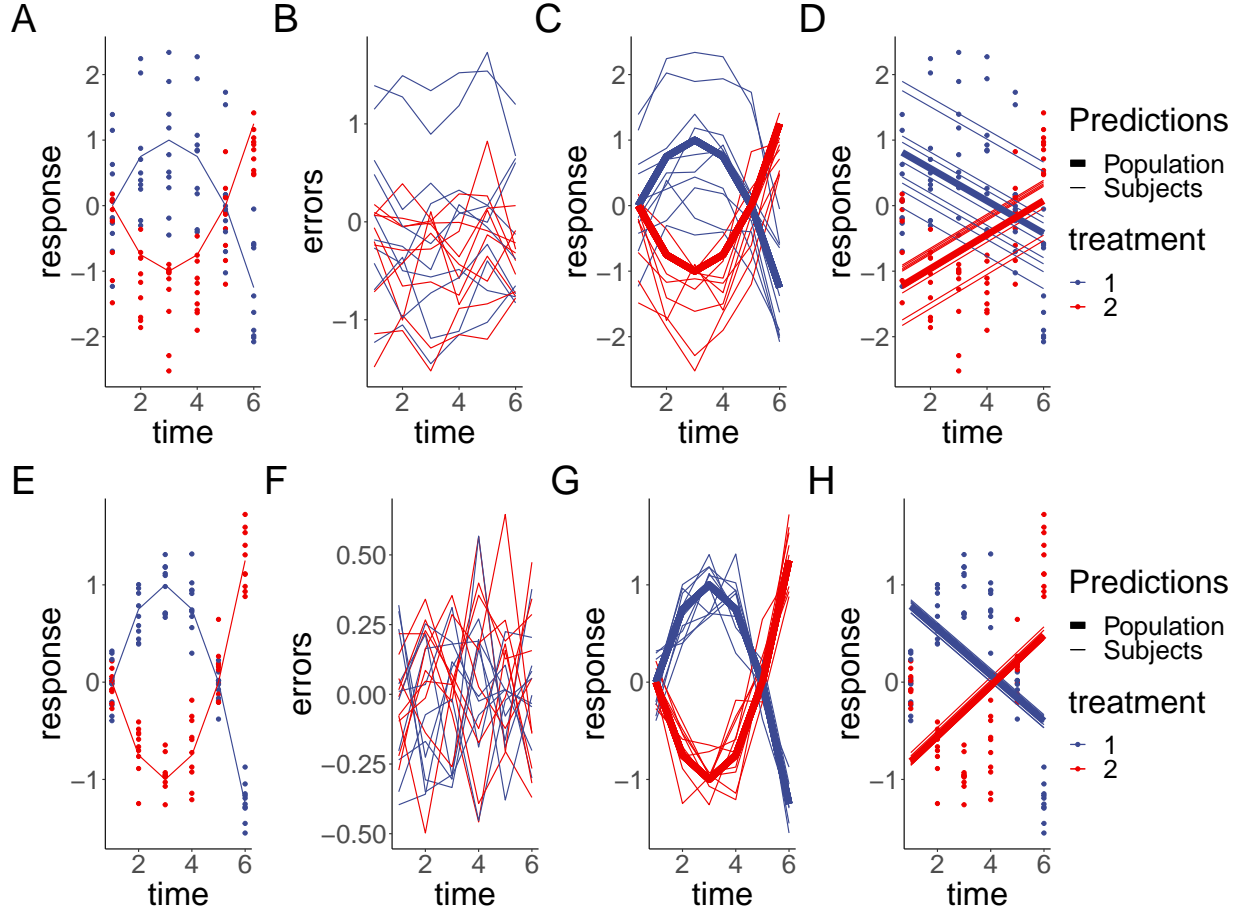 A
B
C
D
response
2
1
0
−1
−2
2
4
6
time
errors
1
0
−1
2
4
6
time
response
2
1
0
−1
−2
2
4
6
time
response
2
1
0
−1
−2
2
4
6
time
Predictions
Population
Subjects
treatment
1
2
E
F
G
H
response
1
0
−1
2
4
6
time
errors
0.50
0.25
0.00
−0.25
−0.50
2
4
6
time
response
1
0
−1
2
4
6
time
response
1
0
−1
2
4
6
time
Predictions
Population
Subjects
treatment
1
2